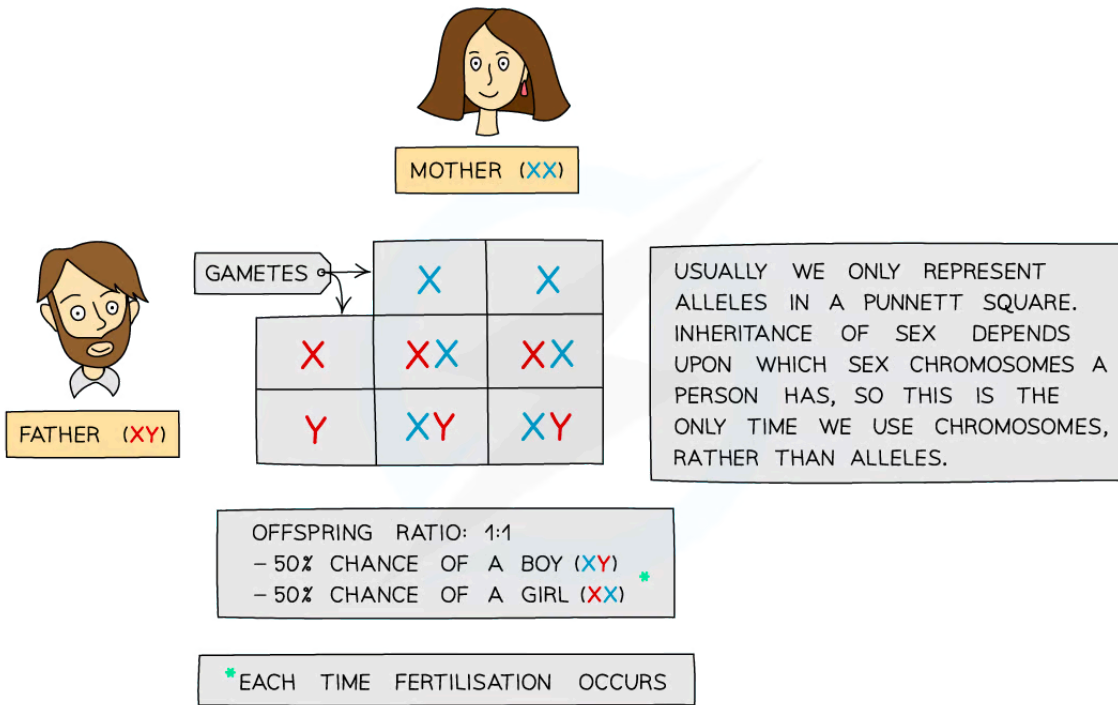 MOTHER (XX)
GAMETES
X X
X XX XX
Y XY XY
FATHER (XY)
USUALLY WE ONLY REPRESENT
ALLELES IN A PUNNETT SQUARE.
INHERITANCE OF SEX DEPENDS
UPON WHICH SEX CHROMOSOMES A
PERSON HAS, SO THIS IS THE
ONLY TIME WE USE CHROMOSOMES,
RATHER THAN ALLELES.
OFFSPRING RATIO: 1:1
– 50% CHANCE OF A BOY (XY)
– 50% CHANCE OF A GIRL (XX) *
*EACH TIME FERTILISATION OCCURS